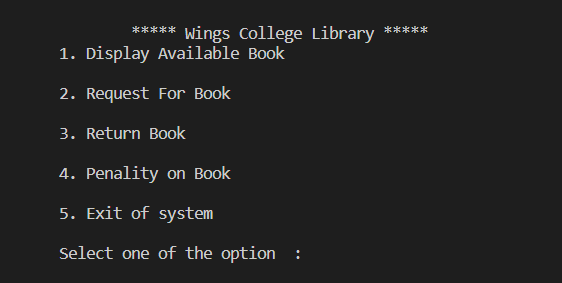 ***** Wings College Library *****
1. Display Available Book
2. Request For Book
3. Return Book
4. Penality on Book
5. Exit of system
Select one of the option  :